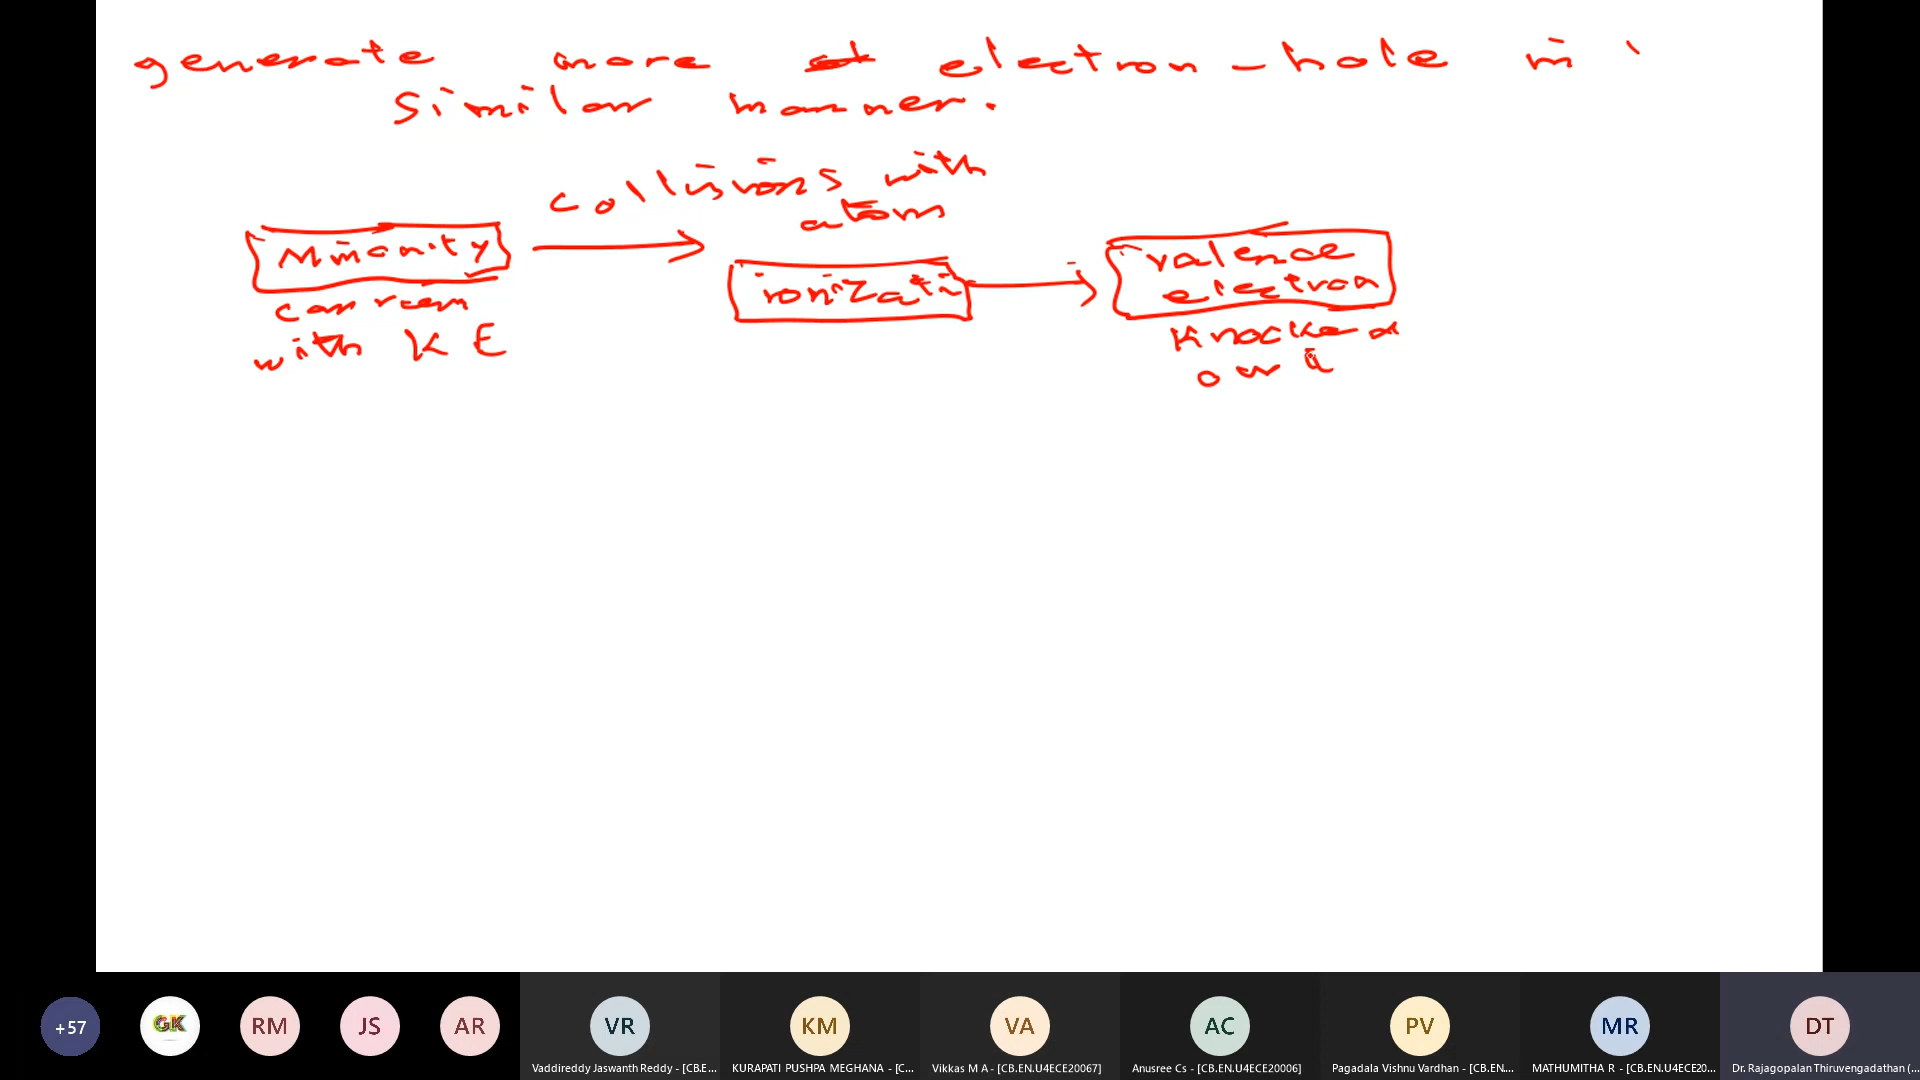 generate more electron-hole in
similar manner.
collisions with
atom
Minority
carriers
with KE
ionizati
valence
electron
knocked
out
+57
GK
RM
JS
AR
VR
KM
VA
AC
PV
MR
DT
Vaddireddy Jaswanth Reddy - [CB.E...
KURAPATI PUSHPA MEGHANA - [C...
Vikkas M A - [CB.EN.U4ECE20067]
Anusree Cs - [CB.EN.U4ECE20006]
Pagadala Vishnu Vardhan - [CB.EN....
MATHUMITHA R - [CB.EN.U4ECE20...
Dr. Rajagopalan Thiruvengadathan (...